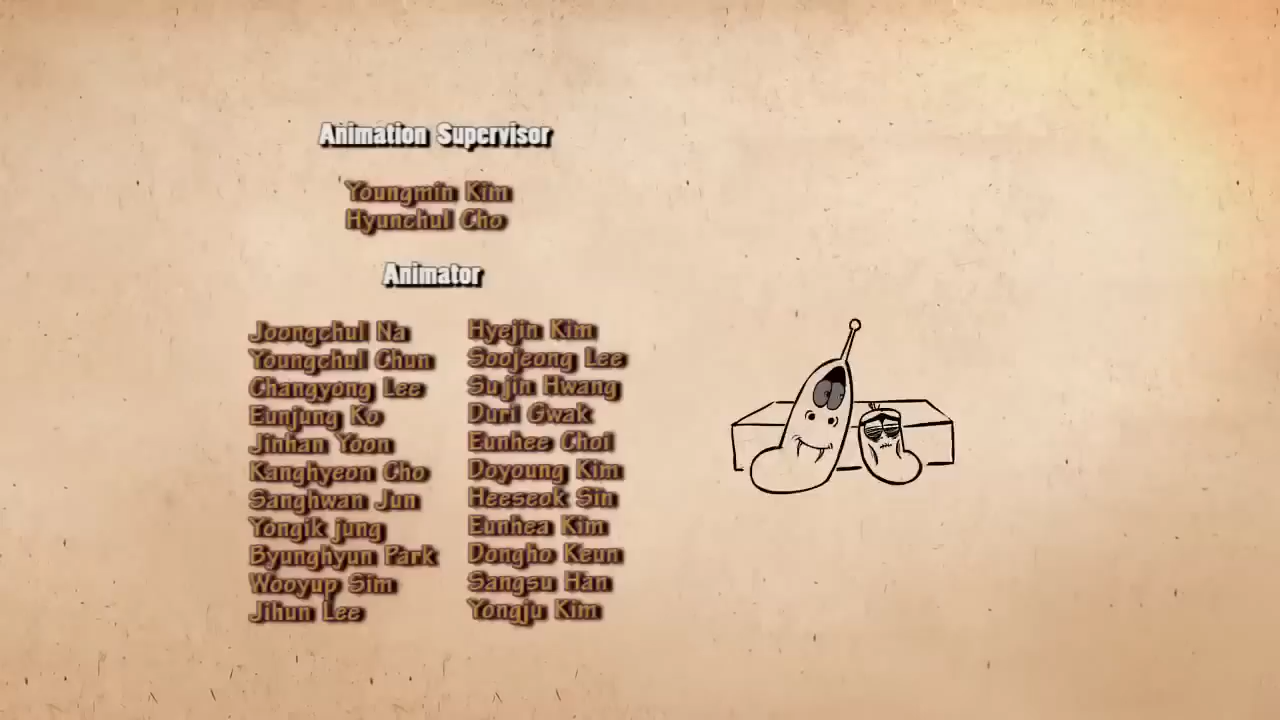 Animation Supervisor
Youngmin Kim
Hyunchul Cho
Animator
Joongchul Na
Youngchul Chun
Changyong Lee
Eunjung Ko
Jinhan Yoon
Kanghyeon Cho
Sanghwan Jun
Yongik jung
Byunghyun Park
Wooyup Sim
Jihun Lee
Hyejin Kim
Soojeong Lee
Sujin Hwang
Duri Gwak
Eunhee Choi
Doyoung Kim
Heeseok Sin
Eunhea Kim
Dongho Keun
Sangsu Han
Yongju Kim